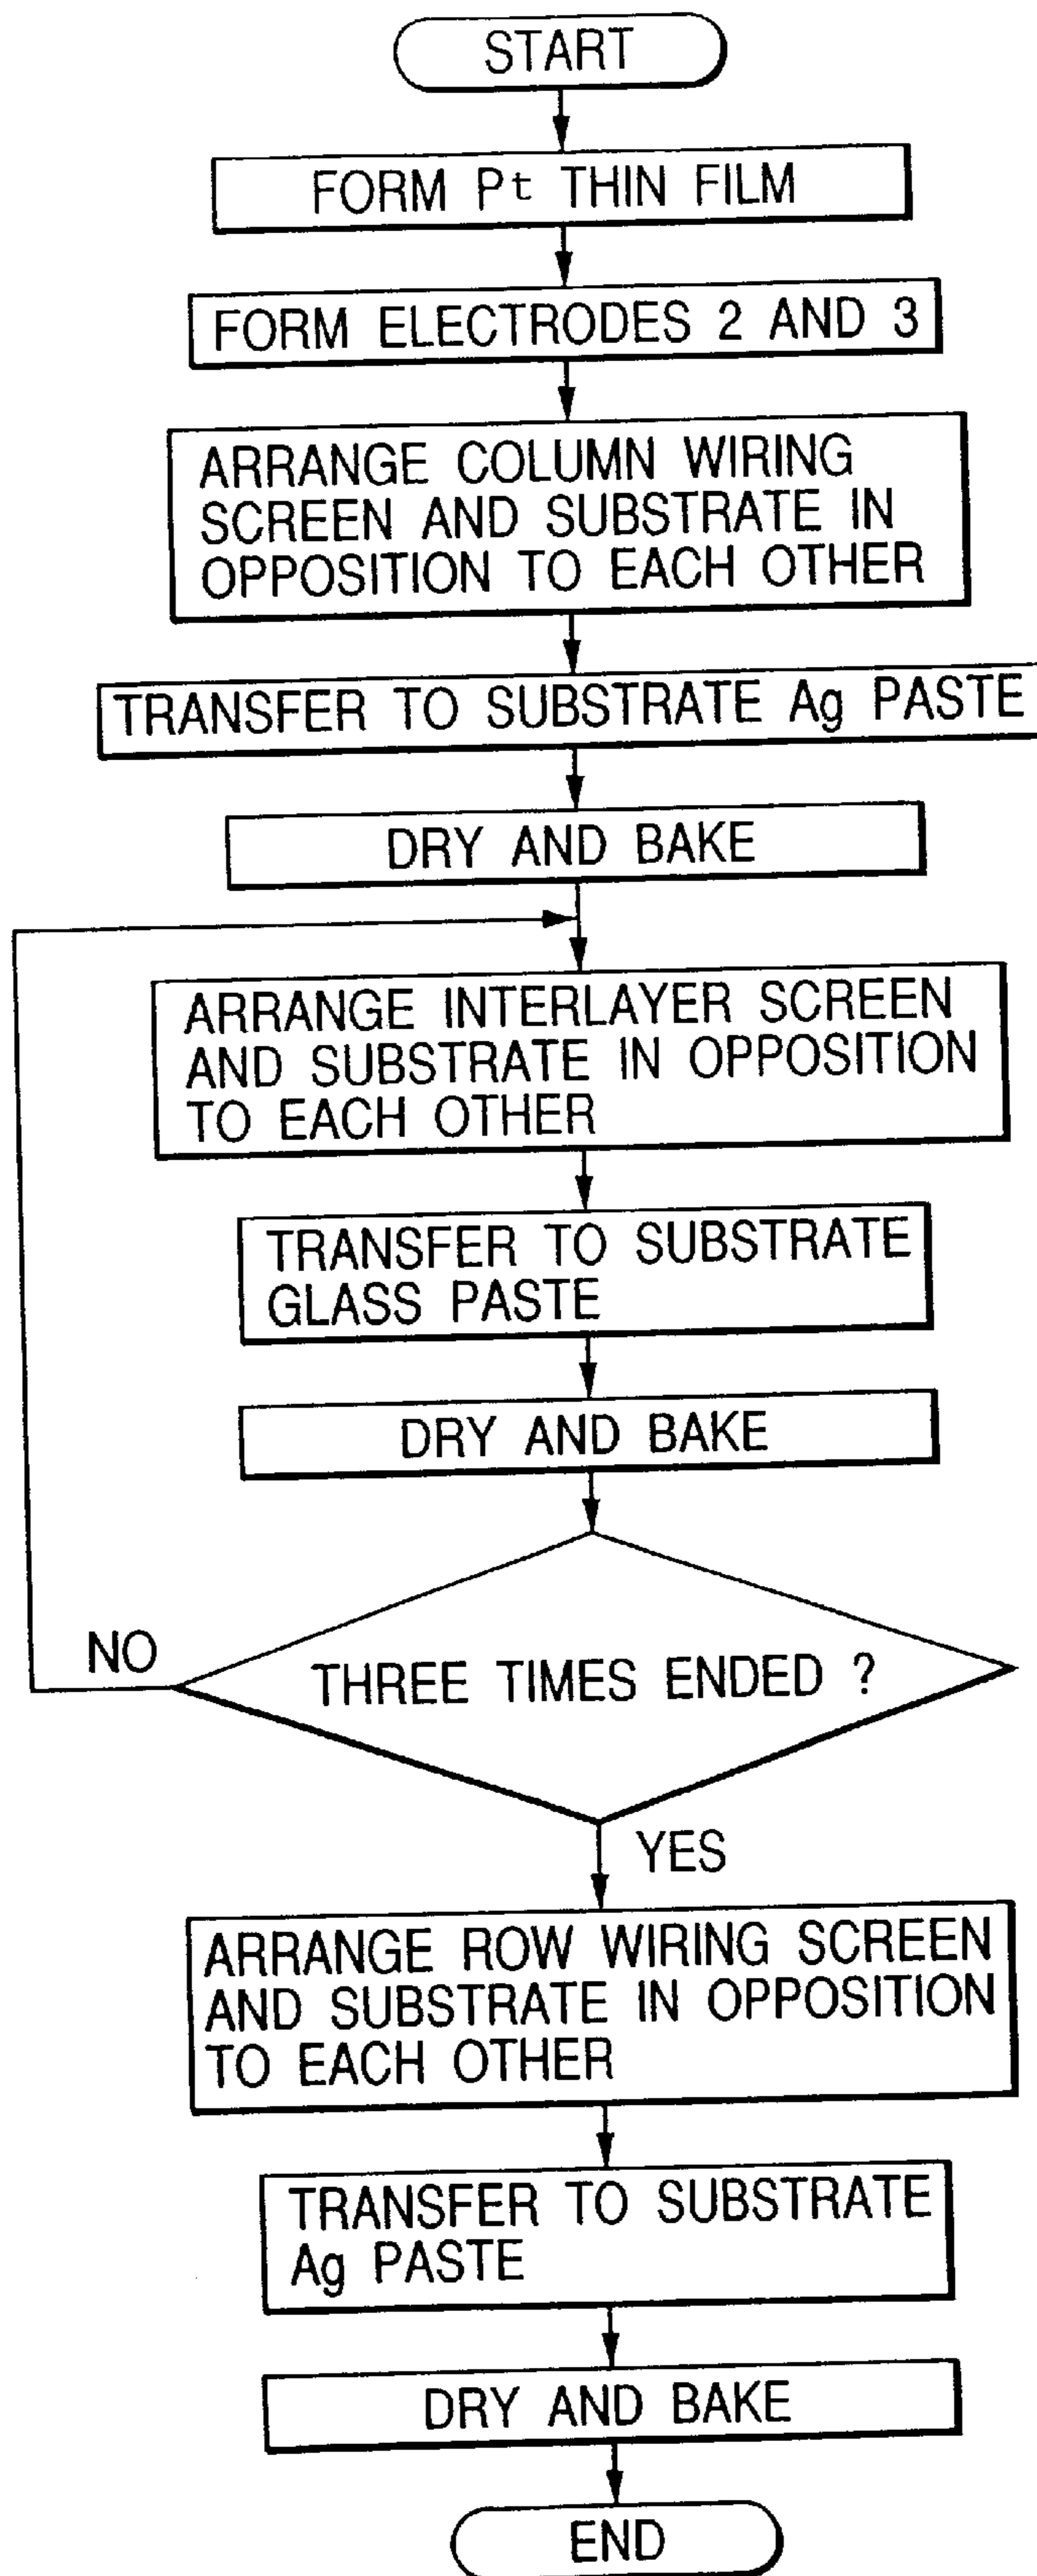 START
FORM Pt THIN FILM
FORM ELECTRODES 2 AND 3
ARRANGE COLUMN WIRING
SCREEN AND SUBSTRATE IN
OPPOSITION TO EACH OTHER
TRANSFER TO SUBSTRATE Ag PASTE
DRY AND BAKE
ARRANGE INTERLAYER SCREEN
AND SUBSTRATE IN OPPOSITION
TO EACH OTHER
TRANSFER TO SUBSTRATE
GLASS PASTE
DRY AND BAKE
NO
THREE TIMES ENDED ?
YES
ARRANGE ROW WIRING SCREEN
AND SUBSTRATE IN OPPOSITION
TO EACH OTHER
TRANSFER TO SUBSTRATE
Ag PASTE
DRY AND BAKE
END